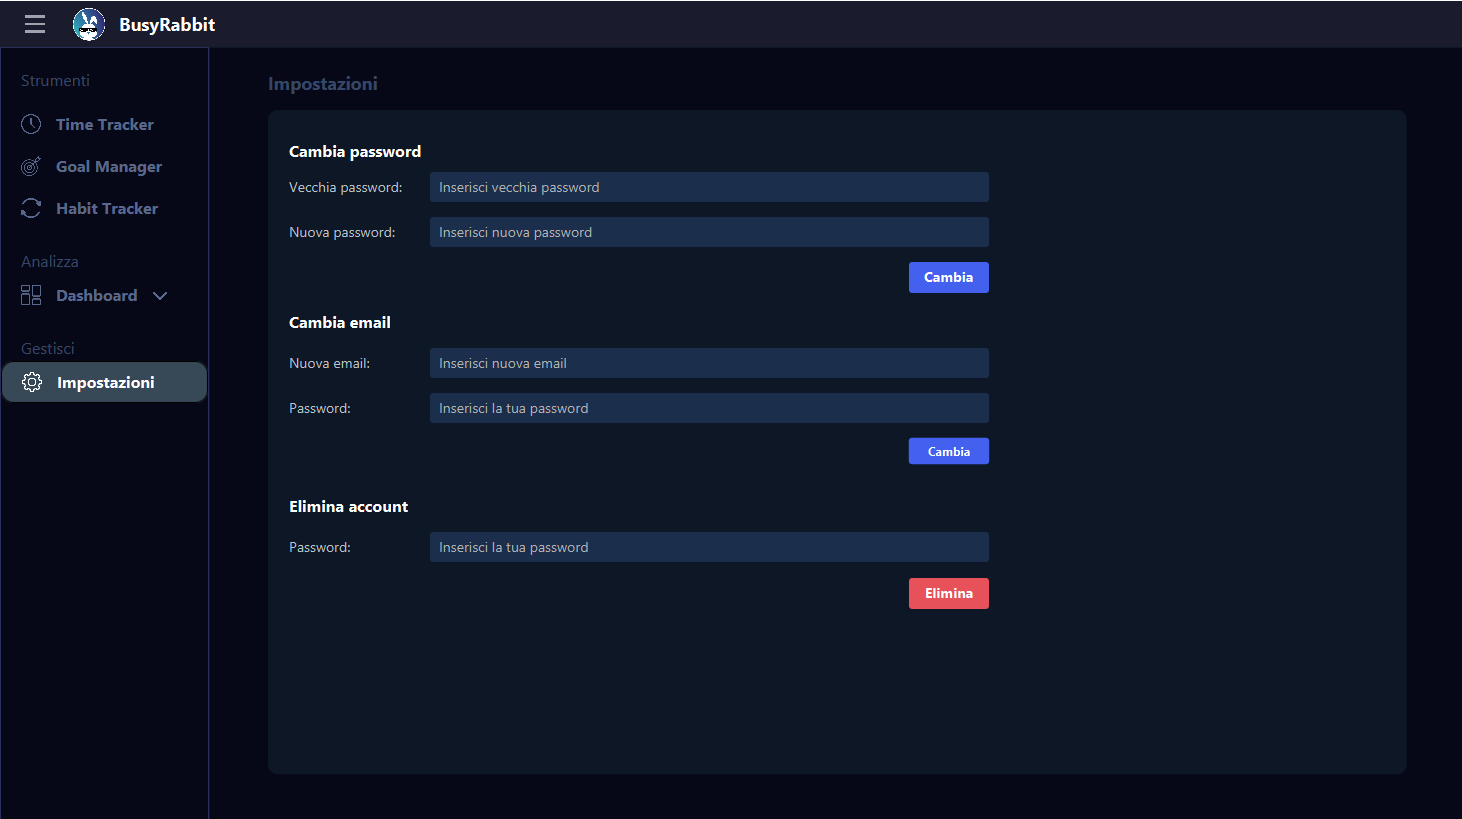 BusyRabbit
Strumenti
Time Tracker
Goal Manager
Habit Tracker
Analizza
Dashboard
Gestisci
Impostazioni
Impostazioni
Cambia password
Vecchia password: Inserisci vecchia password
Nuova password: Inserisci nuova password
Cambia
Cambia email
Nuova email: Inserisci nuova email
Password: Inserisci la tua password
Cambia
Elimina account
Password: Inserisci la tua password
Elimina